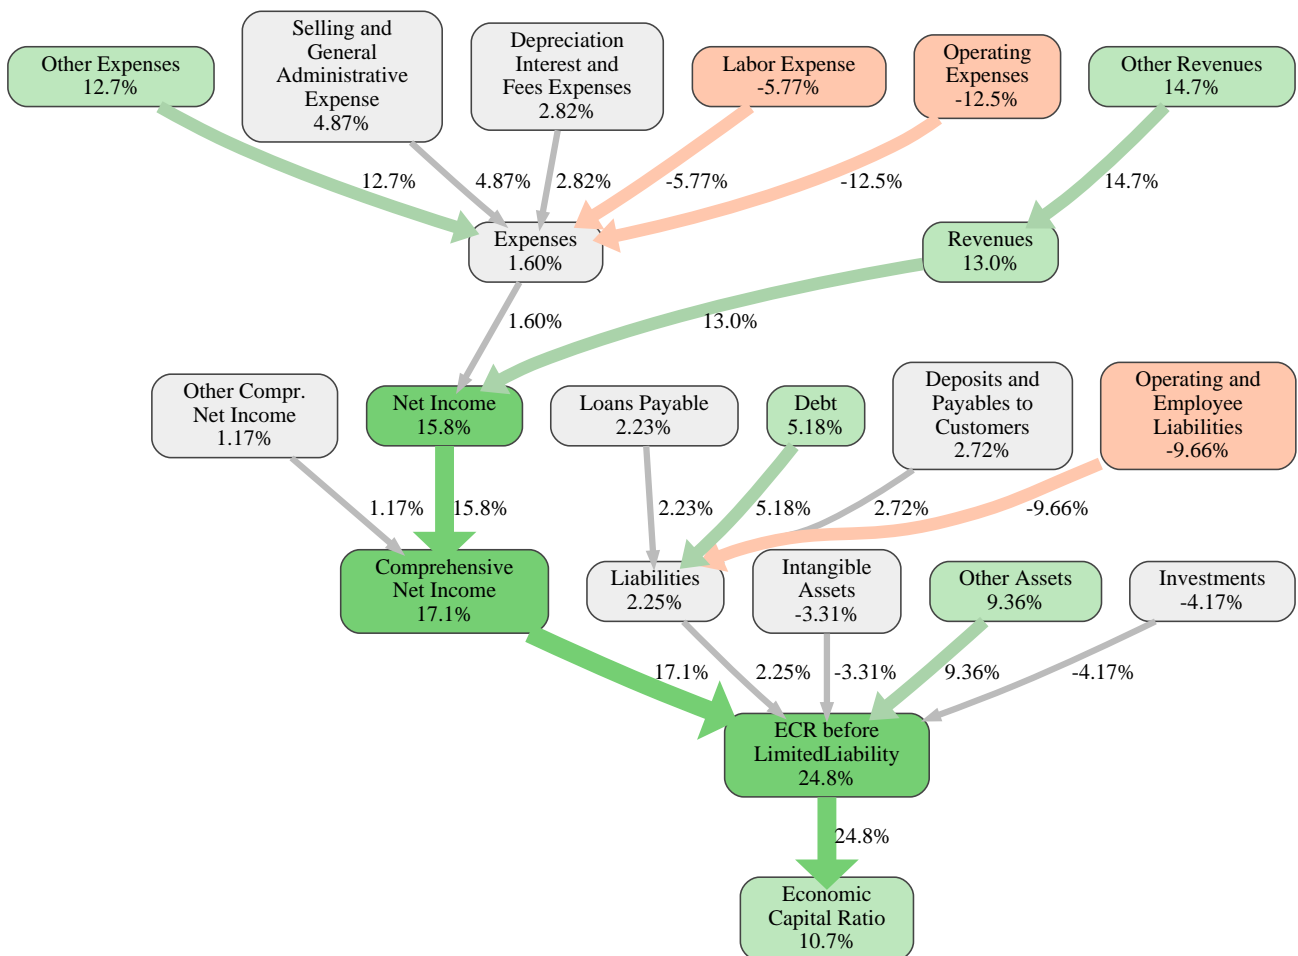 Other Expenses
12.7%
Selling and
General
Administrative
Expense
4.87%
Depreciation
Interest and
Fees Expenses
2.82%
Labor Expense
-5.77%
Operating
Expenses
-12.5%
Other Revenues
14.7%
12.7%
4.87%
2.82%
-5.77%
-12.5%
14.7%
Expenses
1.60%
Revenues
13.0%
1.60%
13.0%
Other Compr.
Net Income
1.17%
Net Income
15.8%
Loans Payable
2.23%
Debt
5.18%
Deposits and
Payables to
Customers
2.72%
Operating and
Employee
Liabilities
-9.66%
1.17%
15.8%
2.23%
5.18%
2.72%
-9.66%
Comprehensive
Net Income
17.1%
Liabilities
2.25%
Intangible
Assets
-3.31%
Other Assets
9.36%
Investments
-4.17%
17.1%
2.25%
-3.31%
9.36%
-4.17%
ECR before
LimitedLiability
24.8%
24.8%
Economic
Capital Ratio
10.7%